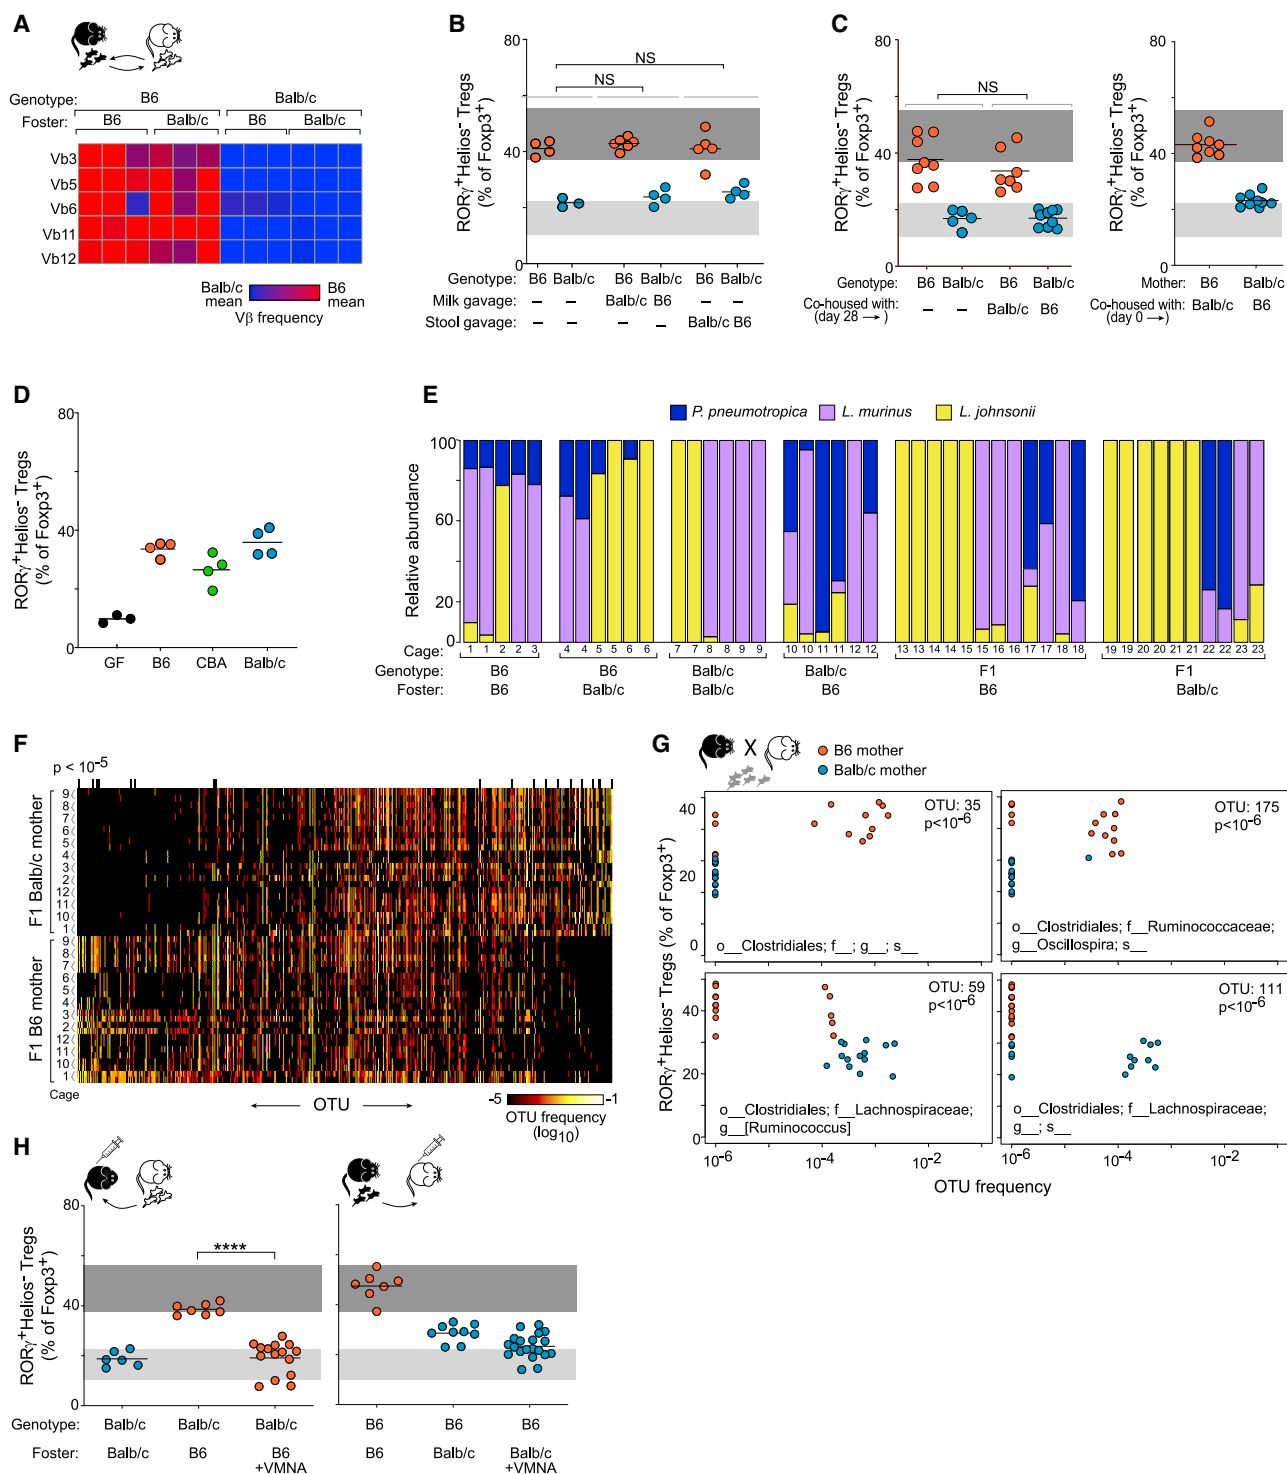 A
Genotype: B6 Balb/c
Foster: B6 Balb/c B6 Balb/c
Vb3
Vb5
Vb6
Vb11
Vb12
Balb/c mean B6 mean
Vβ frequency
B
RORγ+Helios- Tregs (% of Foxp3+)
80
40
0
NS
NS
Genotype: B6 Balb/c B6 Balb/c B6 Balb/c
Milk gavage: – – Balb/c B6 – –
Stool gavage: – – – – Balb/c B6
C
RORγ+Helios- Tregs (% of Foxp3+)
80
40
0
NS
Genotype: B6 Balb/c B6 Balb/c
Co-housed with: – – Balb/c B6
(day 28 → )
RORγ+Helios- Tregs (% of Foxp3+)
80
40
0
Mother: B6 Balb/c
Co-housed with: Balb/c B6
(day 0 → )
D
RORγ+Helios- Tregs (% of Foxp3+)
80
40
0
GF B6 CBA Balb/c
E
P. pneumotropica L. murinus L. johnsonii
Relative abundance
100
60
20
0
Cage: 1 1 2 2 3 4 4 5 5 6 6 7 7 8 8 9 9 10 10 11 11 12 12 13 13 14 14 15 15 16 16 17 17 18 18 19 19 20 20 21 21 22 22 23 23
Genotype: B6 B6 Balb/c Balb/c F1 F1
Foster: B6 Balb/c Balb/c B6 B6 Balb/c
F
p < 10-5
F1 Balb/c mother
9
8
7
6
5
4
3
2
12
11
10
1
F1 B6 mother
9
8
7
6
5
4
3
2
12
11
10
1
Cage
OTU
-5 -1
OTU frequency (log10)
G
X
B6 mother
Balb/c mother
RORγ+Helios- Tregs (% of Foxp3+)
40
20
0
OTU: 35
p<10-6
o__Clostridiales; f__; g__; s__
OTU: 175
p<10-6
o__Clostridiales; f__Ruminococcaceae;
g__Oscillospira; s__
RORγ+Helios- Tregs (% of Foxp3+)
40
20
0
OTU: 59
p<10-6
o__Clostridiales; f__Lachnospiraceae;
g__[Ruminococcus]
OTU: 111
p<10-6
o__Clostridiales; f__Lachnospiraceae;
g__; s__
10-6 10-4 10-2 10-6 10-4 10-2
OTU frequency
H
RORγ+Helios- Tregs (% of Foxp3+)
80
40
0
****
Genotype: Balb/c Balb/c Balb/c B6 B6 B6
Foster: Balb/c B6 B6 +VMNA B6 Balb/c Balb/c +VMNA